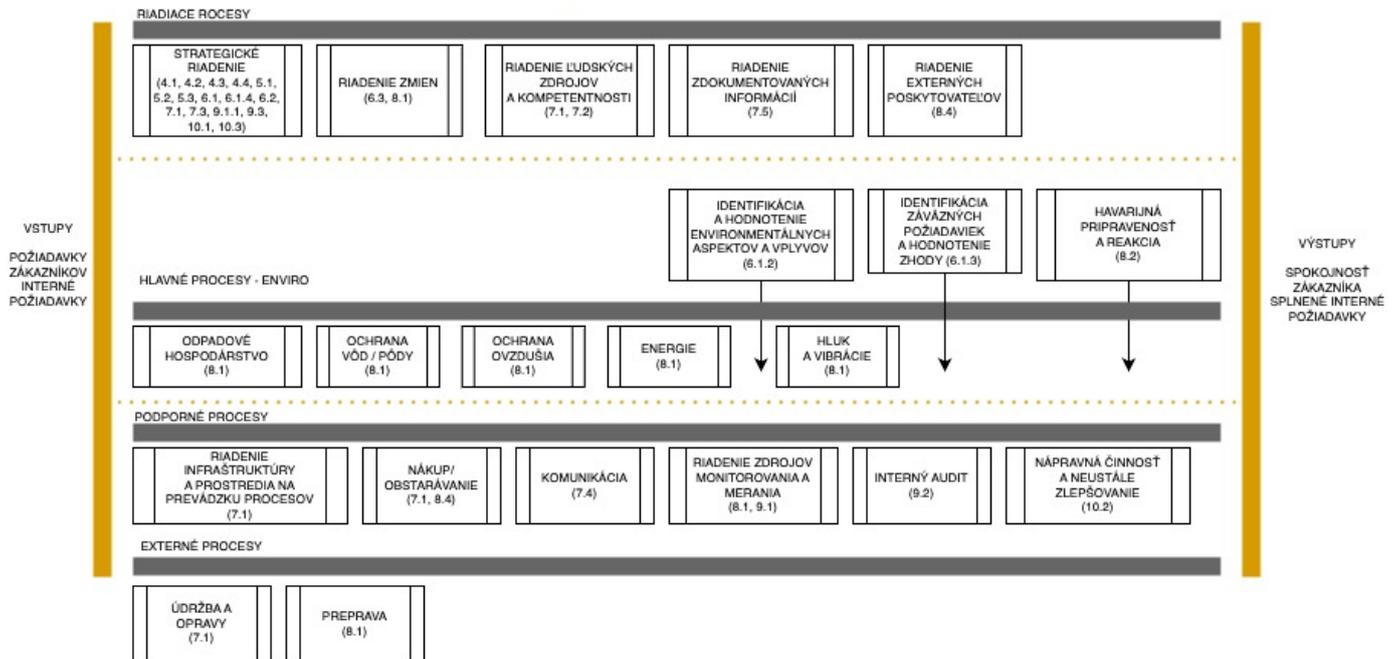 RIADIACE ROCESY
STRATEGICKÉ
RIADENIE
(4.1, 4.2, 4.3, 4.4, 5.1,
5.2, 5.3, 6.1, 6.1.4, 6.2,
7.1, 7.3, 9.1.1, 9.3,
10.1, 10.3)
RIADENIE ZMIEN
(6.3, 8.1)
RIADENIE ĽUDSKÝCH
ZDROJOV
A KOMPETENTNOSTI
(7.1, 7.2)
RIADENIE
ZDOKUMENTOVANÝCH
INFORMÁCIÍ
(7.5)
RIADENIE
EXTERNÝCH
POSKYTOVATEĽOV
(8.4)
VSTUPY
POŽIADAVKY
ZÁKAZNÍKOV
INTERNÉ
POŽIADAVKY
IDENTIFIKÁCIA
A HODNOTENIE
ENVIRONMENTÁLNYCH
ASPEKTOV A VPLYVOV
(6.1.2)
IDENTIFIKÁCIA
ZÁVÄZNÝCH
POŽIADAVIEK
A HODNOTENIE
ZHODY (6.1.3)
HAVARIJNÁ
PRIPRAVENOSŤ
A REAKCIA
(8.2)
VÝSTUPY
SPOKOJNOSŤ
ZÁKAZNÍKA
SPLNENÉ INTERNÉ
POŽIADAVKY
HLAVNÉ PROCESY - ENVIRO
ODPADOVÉ
HOSPODÁRSTVO
(8.1)
OCHRANA
VÔD / PÔDY
(8.1)
OCHRANA
OVZDUŠIA
(8.1)
ENERGIE
(8.1)
HLUK
A VIBRÁCIE
(8.1)
PODPORNÉ PROCESY
RIADENIE
INFRAŠTRUKTÚRY
A PROSTREDIA NA
PREVÁDZKU PROCESOV
(7.1)
NÁKUP/
OBSTARÁVANIE
(7.1, 8.4)
KOMUNIKÁCIA
(7.4)
RIADENIE ZDROJOV
MONITOROVANIA A
MERANIA
(8.1, 9.1)
INTERNÝ AUDIT
(9.2)
NÁPRAVNÁ ČINNOSŤ
A NEUSTÁLE
ZLEPŠOVANIE
(10.2)
EXTERNÉ PROCESY
ÚDRŽBA A
OPRAVY
(7.1)
PREPRAVA
(8.1)